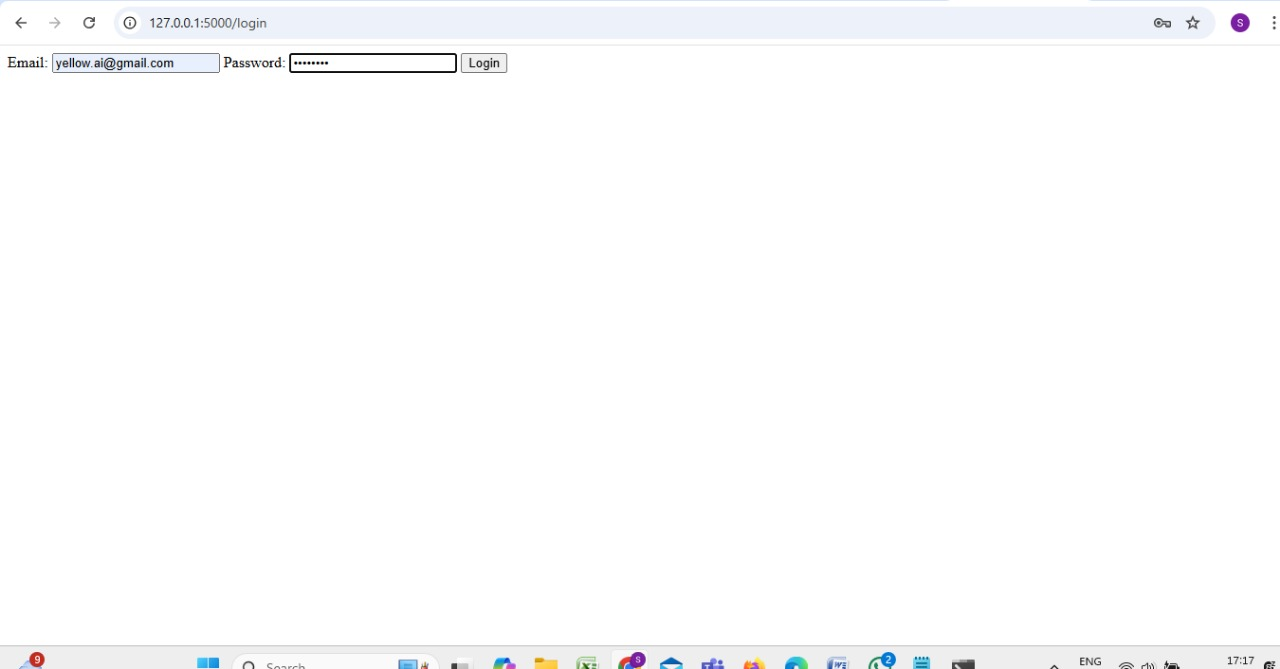 127.0.0.1:5000/login
S
Email: yellow.ai@gmail.com Password: •••••••• Login
9
Search
S
2
ENG
17:17